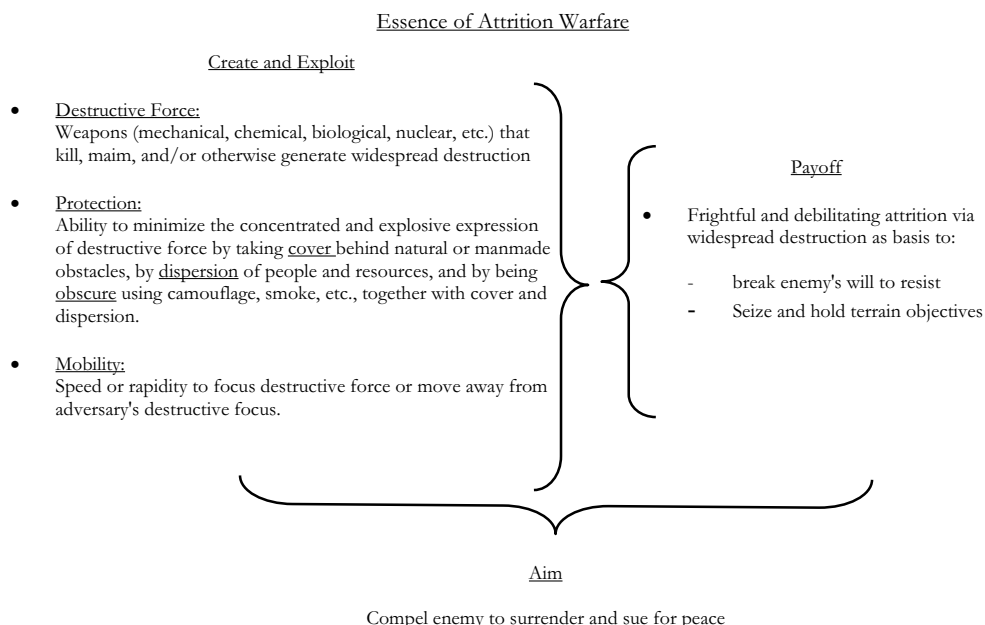 Essence of Attrition Warfare
Create and Exploit
• Destructive Force:
Weapons (mechanical, chemical, biological, nuclear, etc.) that
kill, maim, and/or otherwise generate widespread destruction
• Protection:
Ability to minimize the concentrated and explosive expression
of destructive force by taking cover behind natural or manmade
obstacles, by dispersion of people and resources, and by being
obscure using camouflage, smoke, etc., together with cover and
dispersion.
• Mobility:
Speed or rapidity to focus destructive force or move away from
adversary's destructive focus.
Payoff
• Frightful and debilitating attrition via
widespread destruction as basis to:
- break enemy's will to resist
- Seize and hold terrain objectives
Aim
Compel enemy to surrender and sue for peace